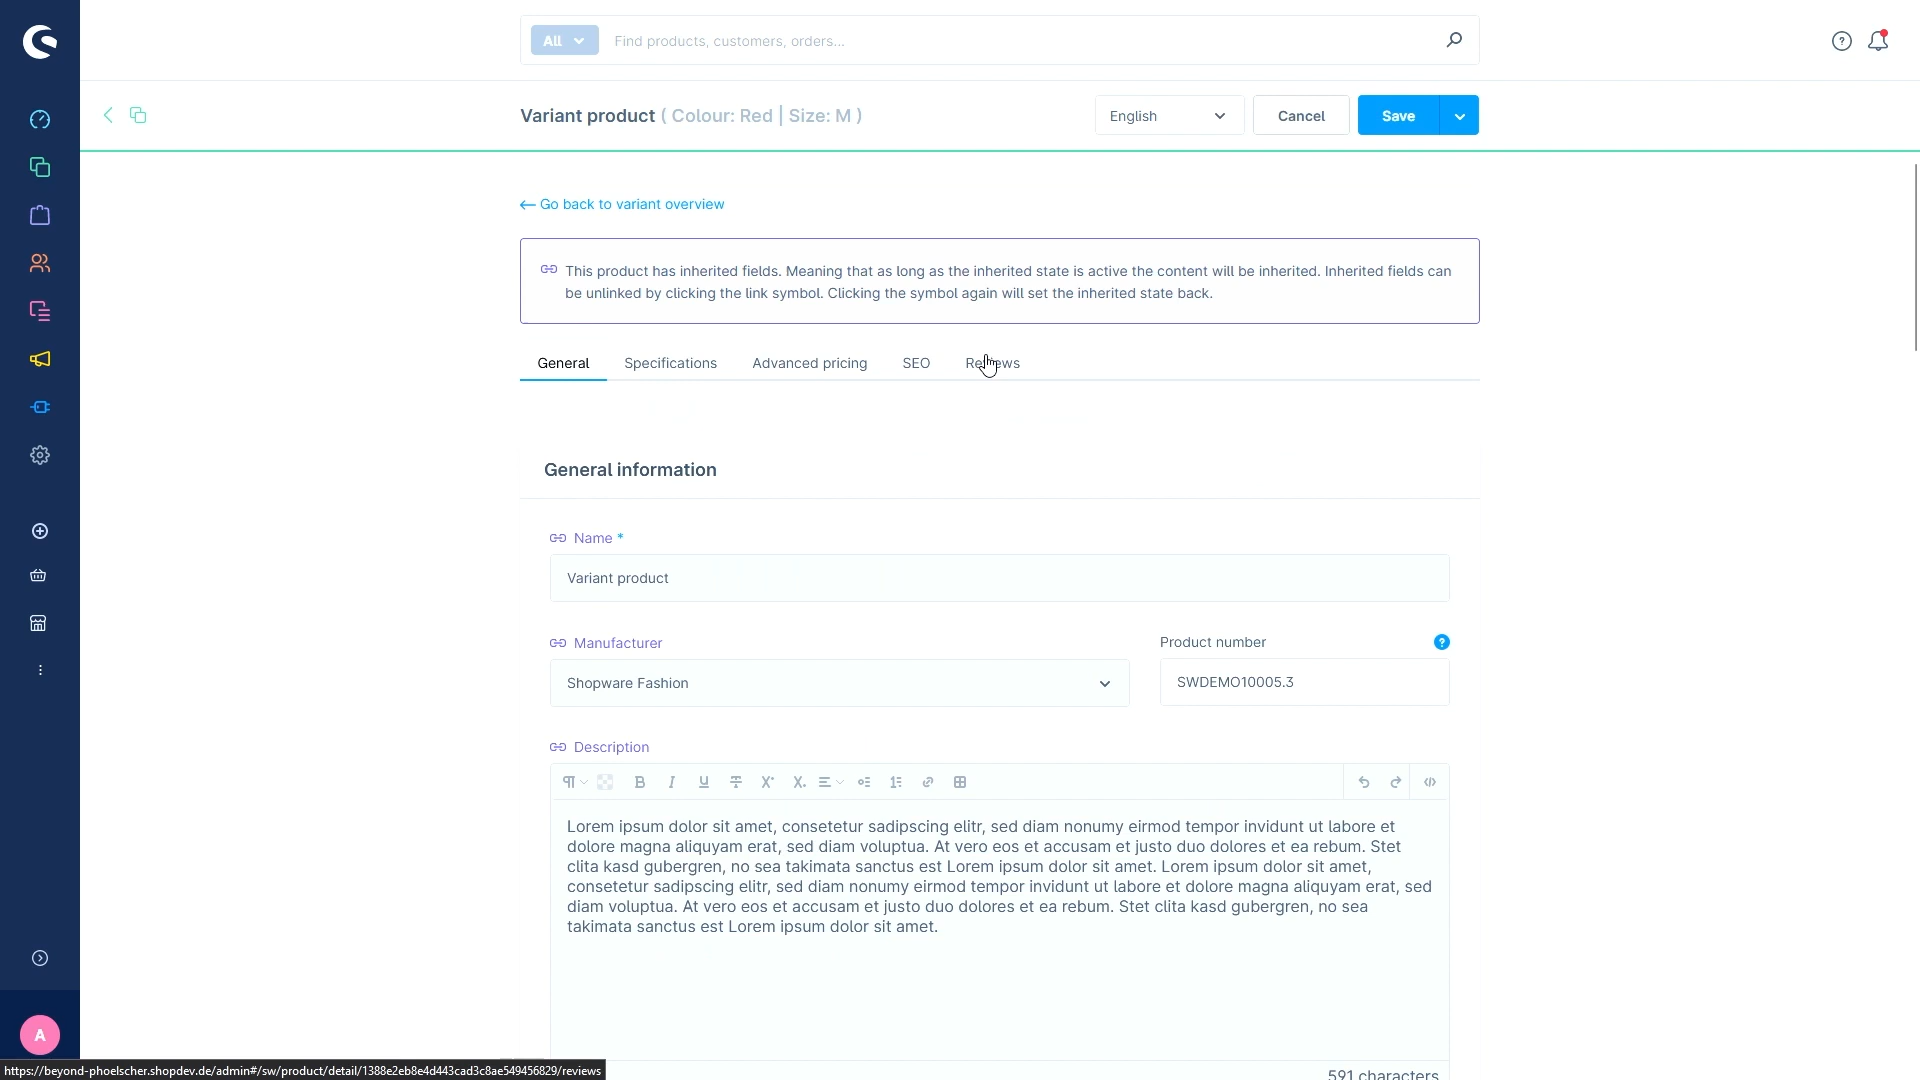 All
Find products, customers, orders...
Variant product ( Colour: Red | Size: M )
English
Cancel
Save
← Go back to variant overview
This product has inherited fields. Meaning that as long as the inherited state is active the content will be inherited. Inherited fields can
be unlinked by clicking the link symbol. Clicking the symbol again will set the inherited state back.
General
Specifications
Advanced pricing
SEO
Reviews
General information
Name *
Variant product
Manufacturer
Product number
Shopware Fashion
SWDEMO10005.3
Description
Lorem ipsum dolor sit amet, consetetur sadipscing elitr, sed diam nonumy eirmod tempor invidunt ut labore et
dolore magna aliquyam erat, sed diam voluptua. At vero eos et accusam et justo duo dolores et ea rebum. Stet
clita kasd gubergren, no sea takimata sanctus est Lorem ipsum dolor sit amet. Lorem ipsum dolor sit amet,
consetetur sadipscing elitr, sed diam nonumy eirmod tempor invidunt ut labore et dolore magna aliquyam erat, sed
diam voluptua. At vero eos et accusam et justo duo dolores et ea rebum. Stet clita kasd gubergren, no sea
takimata sanctus est Lorem ipsum dolor sit amet.
591 characters
A
https://beyond-phoelscher.shopdev.de/admin#/sw/product/detail/1388e2eb8e4d443cad3c8ae549456829/reviews